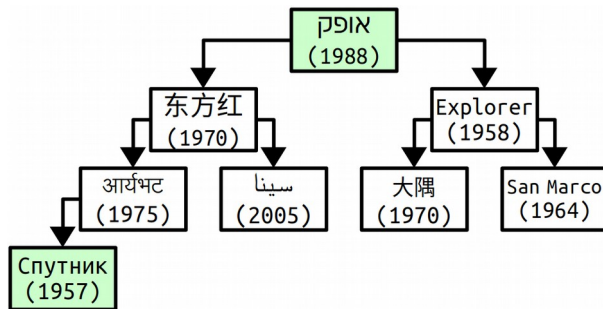 אופק
(1988)
东方红
(1970)
Explorer
(1958)
आर्यभट
(1975)
سينا
(2005)
大隅
(1970)
San Marco
(1964)
Спутник
(1957)